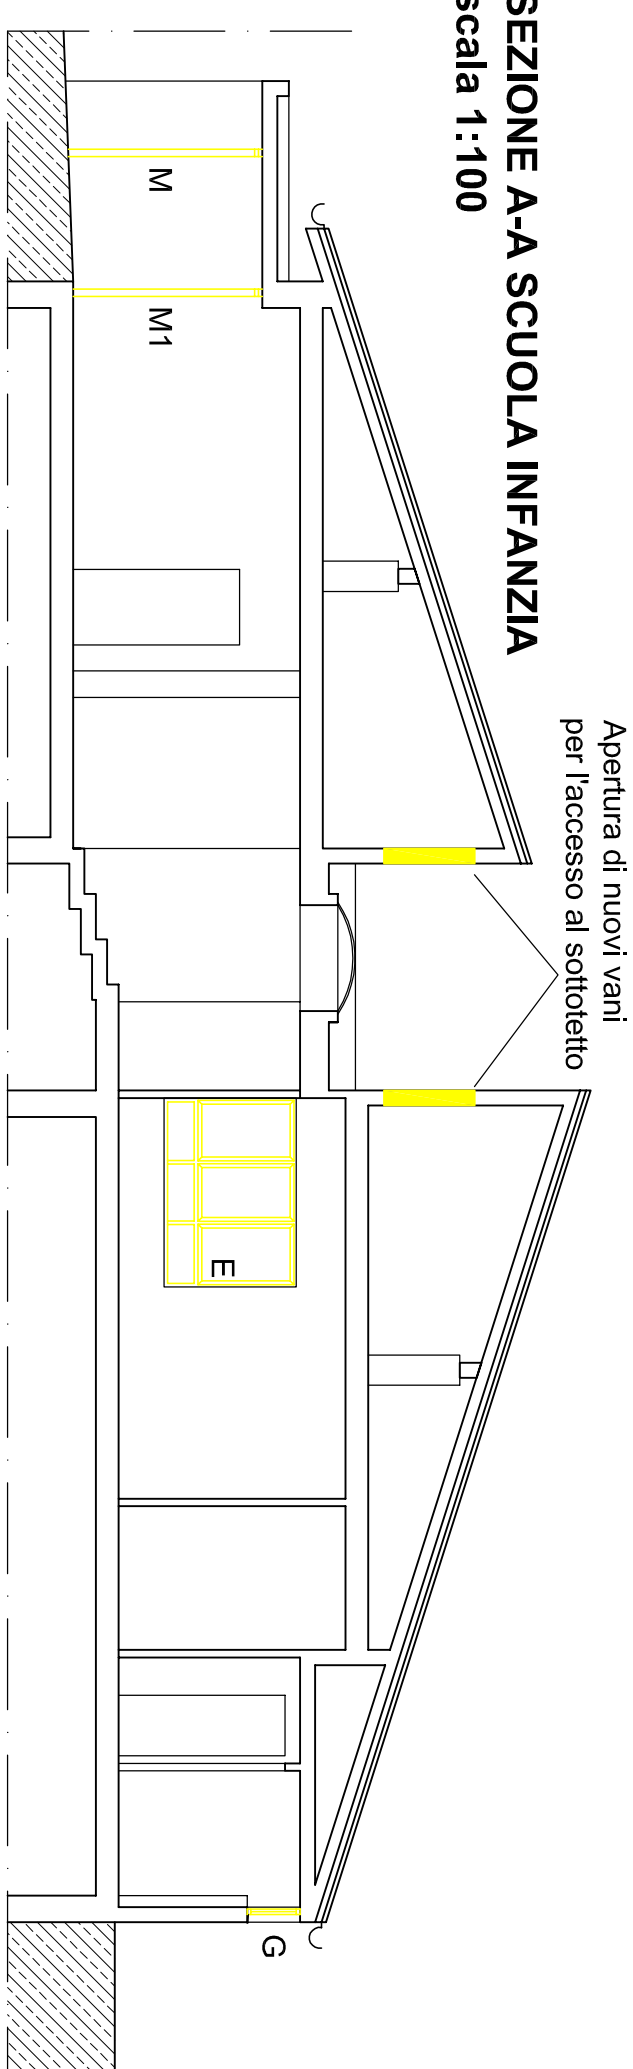 SEZIONE A-A SCUOLA INFANZIA
scala 1:100
Apertura di nuovi vani
per l'accesso al sottotetto
M
M1
E
G